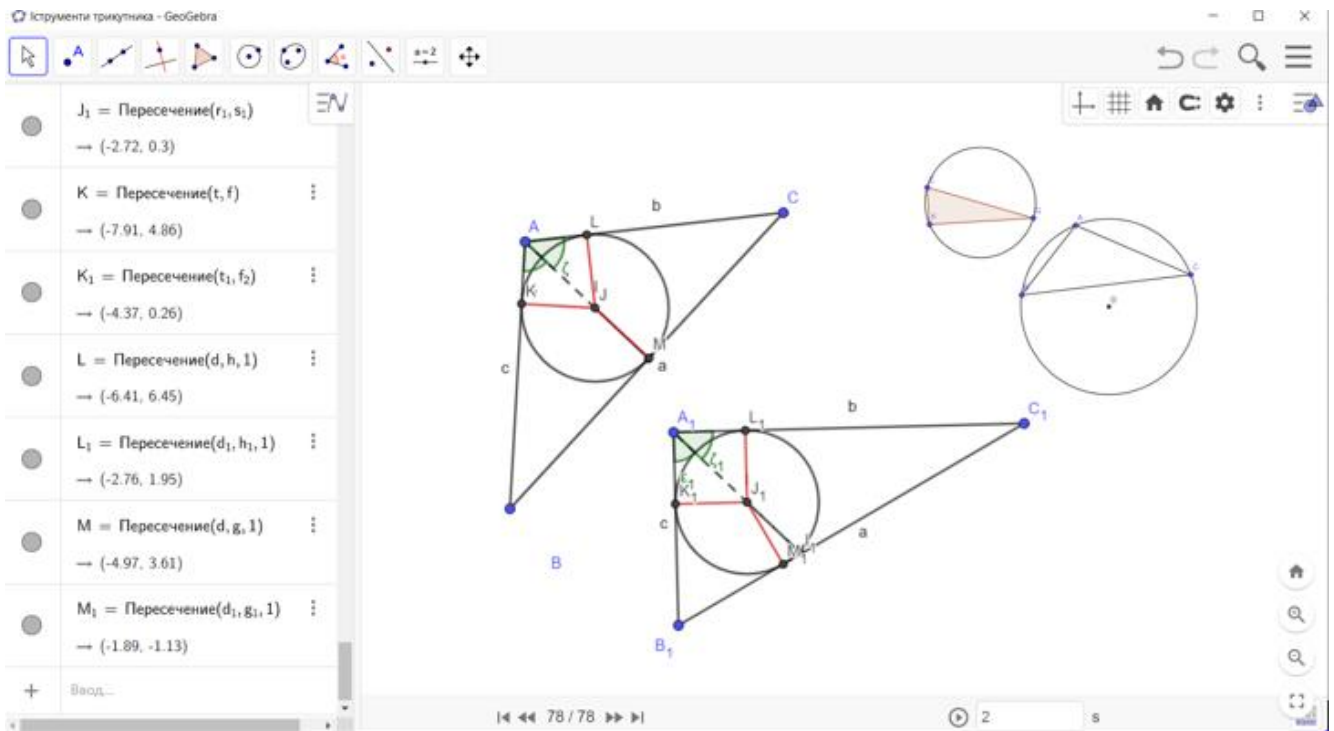 Іструменти трикутника - GeoGebra
A
a=2
J₁ = Пересечение(r₁, s₁)
→ (-2.72, 0.3)
K = Пересечение(t, f)
→ (-7.91, 4.86)
K₁ = Пересечение(t₁, f₂)
→ (-4.37, 0.26)
L = Пересечение(d, h, 1)
→ (-6.41, 6.45)
L₁ = Пересечение(d₁, h₁, 1)
→ (-2.76, 1.95)
M = Пересечение(d, g, 1)
→ (-4.97, 3.61)
M₁ = Пересечение(d₁, g₁, 1)
→ (-1.89, -1.13)
Ввод...
b
C
A
L
ζ
K
J
M
a
c
B
A₁
L₁
b
C₁
ζ₁
ε₁
K₁
J₁
c
M₁
a
B₁
78 / 78
2
s